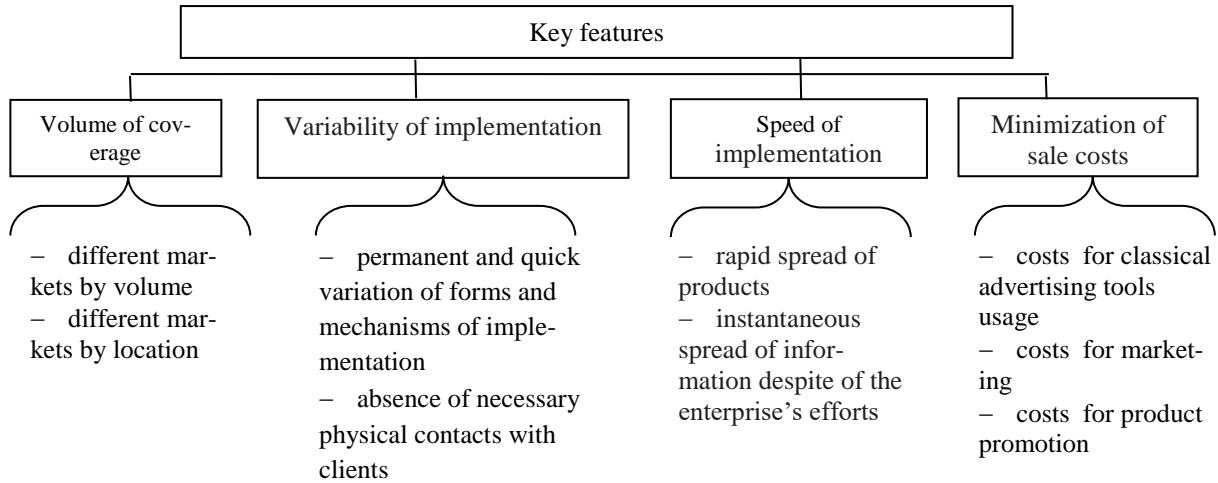 Key features
Volume of cov-
erage
Variability of implementation
Speed of
implementation
Minimization of
sale costs
– different mar-
kets by volume
– different mar-
kets by location
– permanent and quick
variation of forms and
mechanisms of imple-
mentation
– absence of necessary
physical contacts with
clients
– rapid spread of
products
– instantaneous
spread of infor-
mation despite of the
enterprise’s efforts
– costs for classical
advertising tools
usage
– costs for market-
ing
– costs for product
promotion